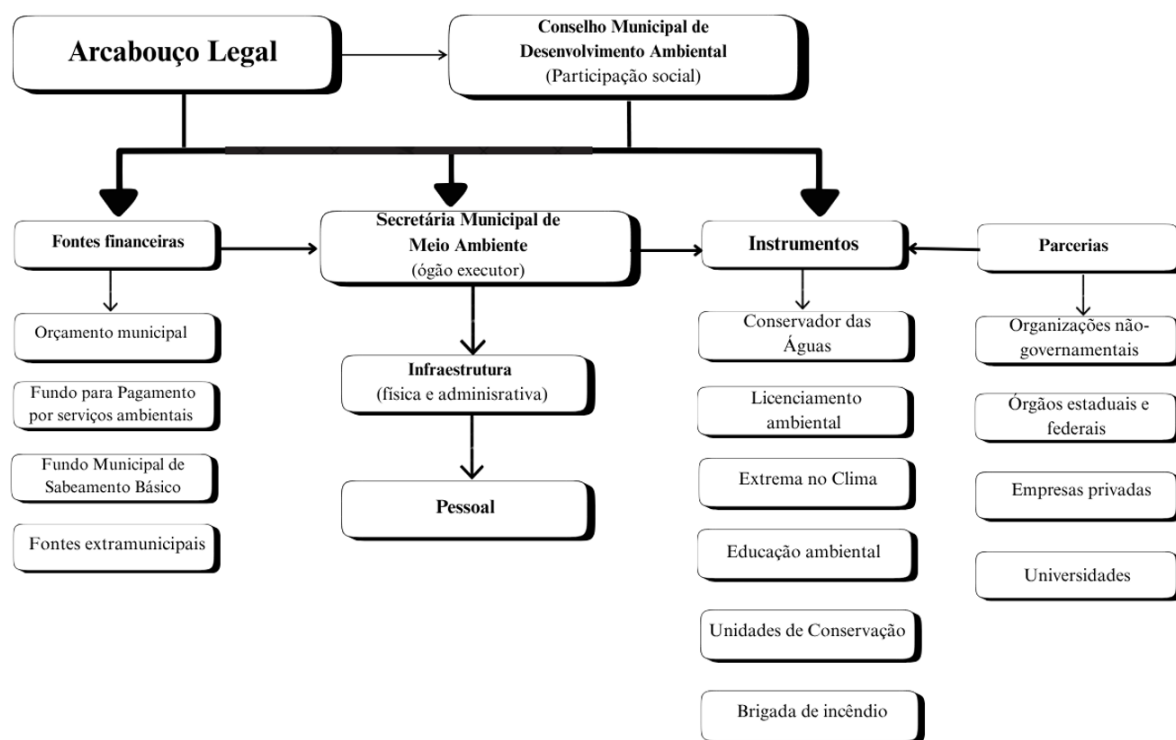 Arcabouço Legal
Conselho Municipal de
Desenvolvimento Ambiental
(Participação social)
Fontes financeiras
Secretária Municipal de
Meio Ambiente
(ógão executor)
Instrumentos
Parcerias
Orçamento municipal
Fundo para Pagamento
por serviços ambientais
Fundo Municipal de
Sabeamento Básico
Fontes extramunicipais
Infraestrutura
(física e adminisrativa)
Pessoal
Conservador das
Águas
Licenciamento
ambiental
Extrema no Clima
Educação ambiental
Unidades de Conservação
Brigada de incêndio
Organizações não-
governamentais
Órgãos estaduais e
federais
Empresas privadas
Universidades